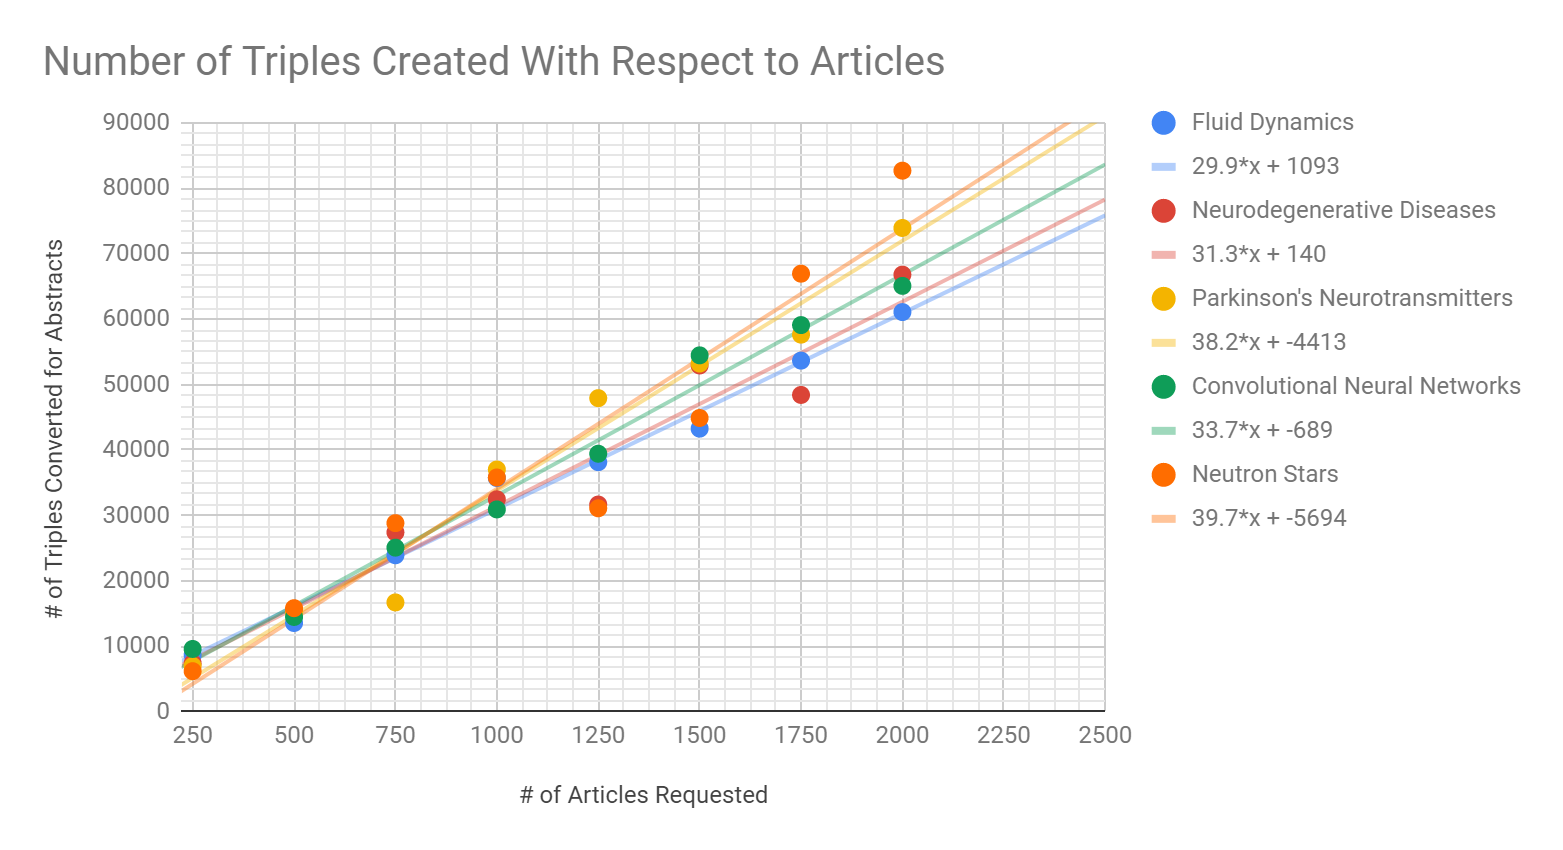 Number of Triples Created With Respect to Articles
# of Triples Converted for Abstracts
90000
80000
70000
60000
50000
40000
30000
20000
10000
0
250 500 750 1000 1250 1500 1750 2000 2250 2500
# of Articles Requested
Fluid Dynamics
29.9*x + 1093
Neurodegenerative Diseases
31.3*x + 140
Parkinson's Neurotransmitters
38.2*x + -4413
Convolutional Neural Networks
33.7*x + -689
Neutron Stars
39.7*x + -5694